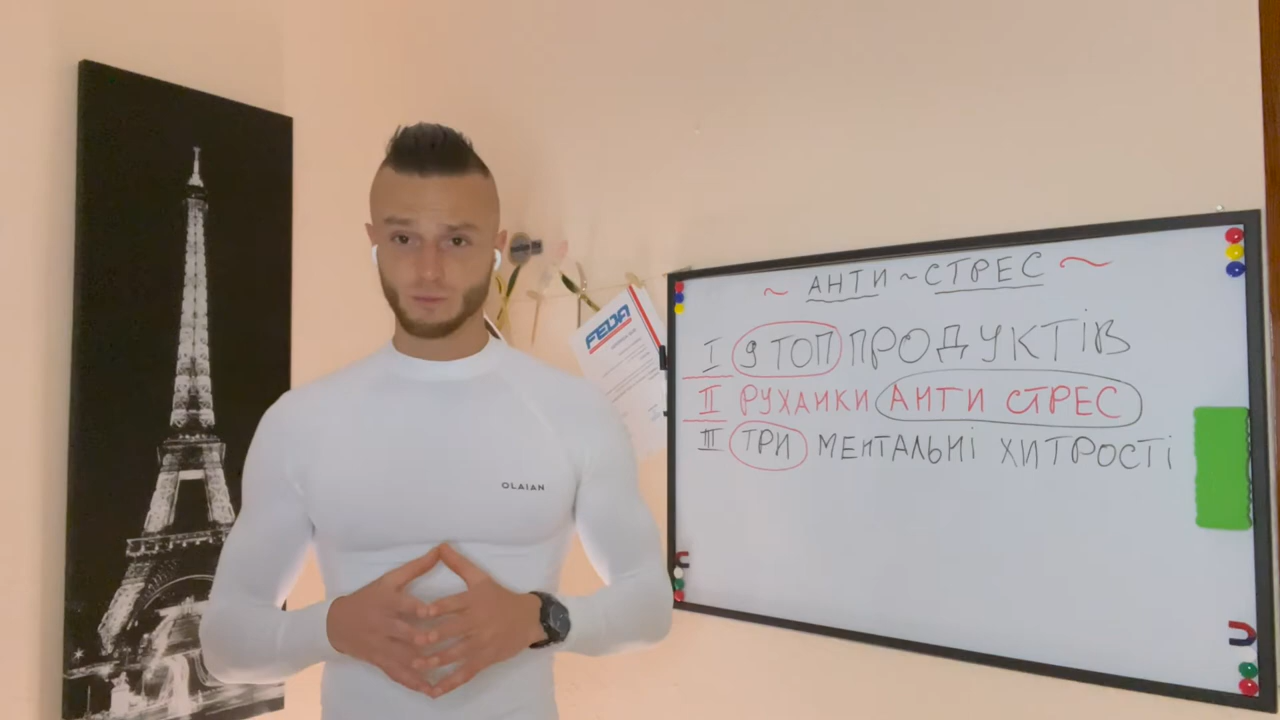 ~ АНТИ ~ СТРЕС ~
I 9 ТОП ПРОДУКТІВ
II РУХАНКИ АНТИ СТРЕС
III ТРИ МЕНТАЛЬНІ ХИТРОСТІ
FEDA
OLAIAN